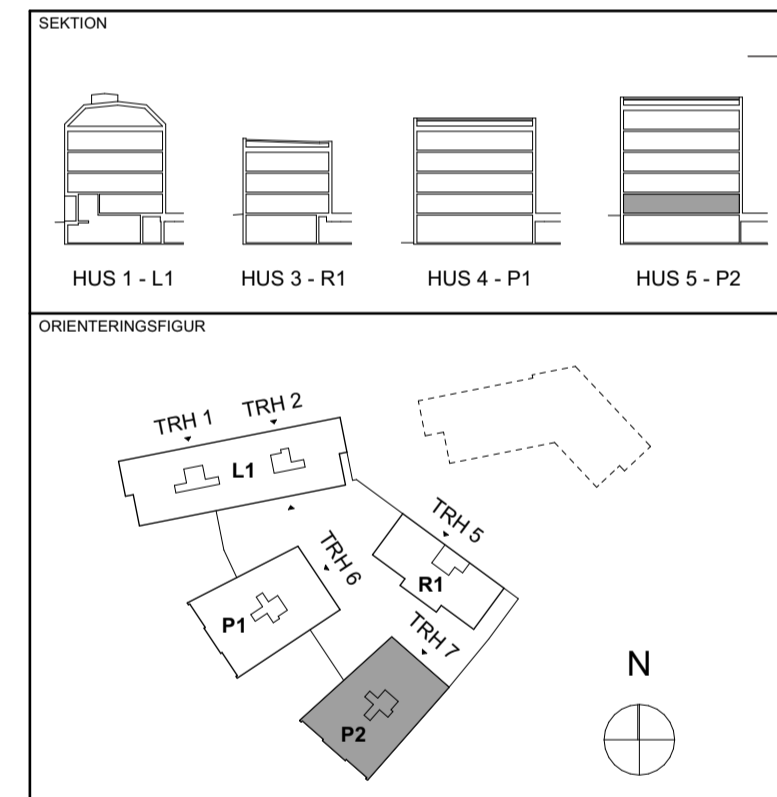 SEKTION
HUS 1 - L1
HUS 3 - R1
HUS 4 - P1
HUS 5 - P2
ORIENTERINGSFIGUR
TRH 1
TRH 2
L1
TRH 5
TRH 6
R1
P1
TRH 7
N
P2